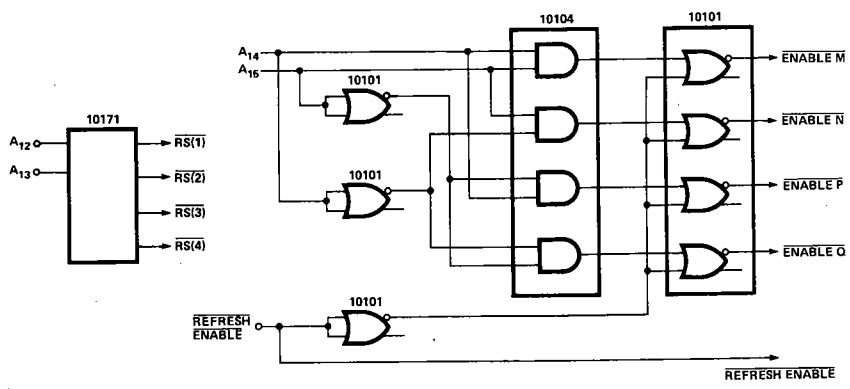 10104
10101
A14
A15
ENABLE M
10101
10171
ENABLE N
A12
RS(1)
A13
RS(2)
10101
ENABLE P
RS(3)
RS(4)
ENABLE Q
10101
REFRESH
ENABLE
REFRESH ENABLE